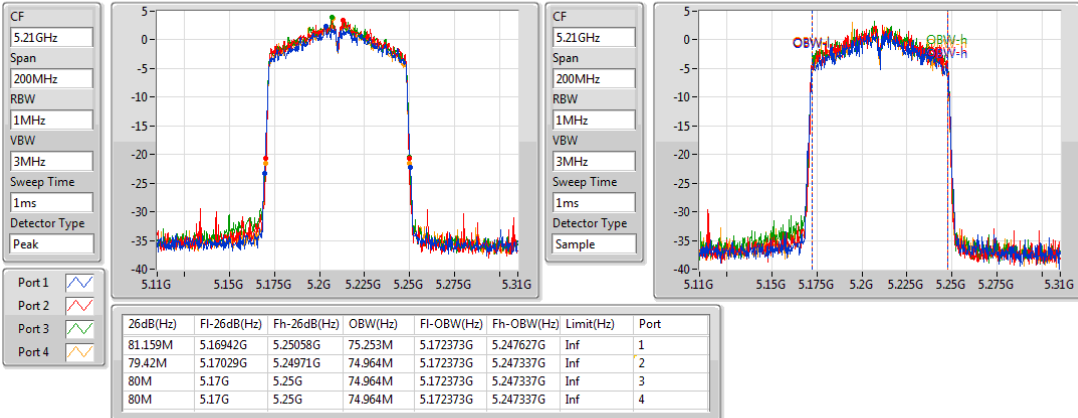 CF
5.21GHz
Span
200MHz
RBW
1MHz
VBW
3MHz
Sweep Time
1ms
Detector Type
Peak
5
0
-5
-10
-15
-20
-25
-30
-35
-40
5.11G 5.15G 5.2G 5.225G 5.25G 5.31G
CF
5.21GHz
Span
200MHz
RBW
1MHz
VBW
3MHz
Sweep Time
1ms
Detector Type
Sample
5
0
-5
-10
-15
-20
-25
-30
-35
-40
5.11G 5.15G 5.2G 5.225G 5.25G 5.31G
OBW-l OBW-h
OBW-h
Port 1
Port 2
Port 3
Port 4
26dB(Hz) Fl-26dB(Hz) Fh-26dB(Hz) OBW(Hz) Fl-OBW(Hz) Fh-OBW(Hz) Limit(Hz) Port
81.159M 5.16942G 5.25058G 75.253M 5.172373G 5.247627G Inf 1
79.42M 5.17029G 5.24971G 74.964M 5.172373G 5.247337G Inf 2
80M 5.17G 5.25G 74.964M 5.172373G 5.247337G Inf 3
80M 5.17G 5.25G 74.964M 5.172373G 5.247337G Inf 4